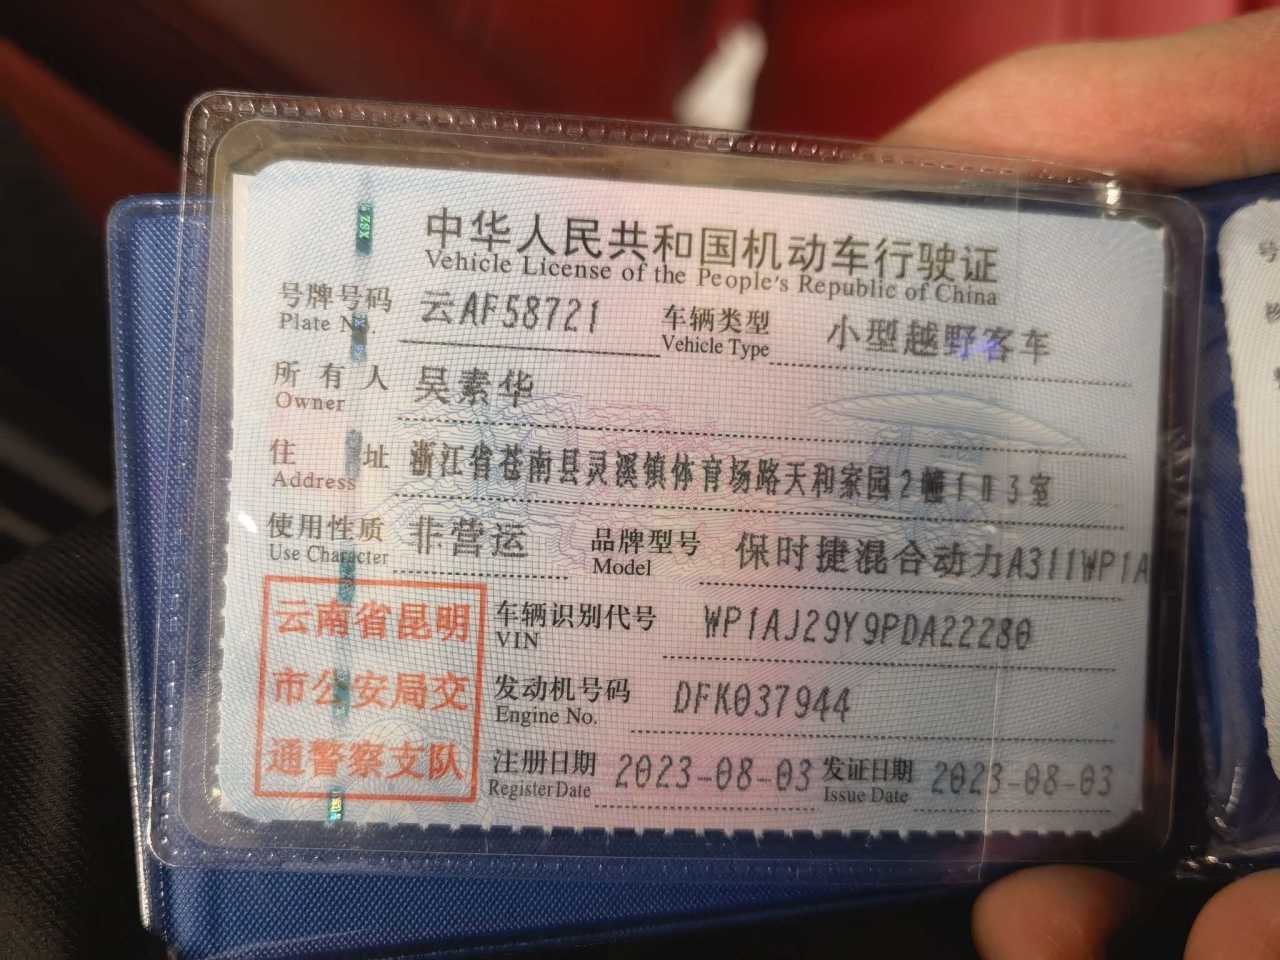 中华人民共和国机动车行驶证
Vehicle License of the People's Republic of China
号牌号码 云AF58721 车辆类型 小型越野客车
Plate No. Vehicle Type
所有人 吴素华
Owner
住址 浙江省苍南县灵溪镇体育场路天和家园2幢103室
Address
使用性质 非营运 品牌型号 保时捷混合动力A311WP1A
Use Character Model
云南省昆明 车辆识别代号 WP1AJ29Y9PDA22280
VIN
市公安局交 发动机号码 DFK037944
Engine No.
通警察支队 注册日期 2023-08-03 发证日期 2023-08-03
Register Date Issue Date
号